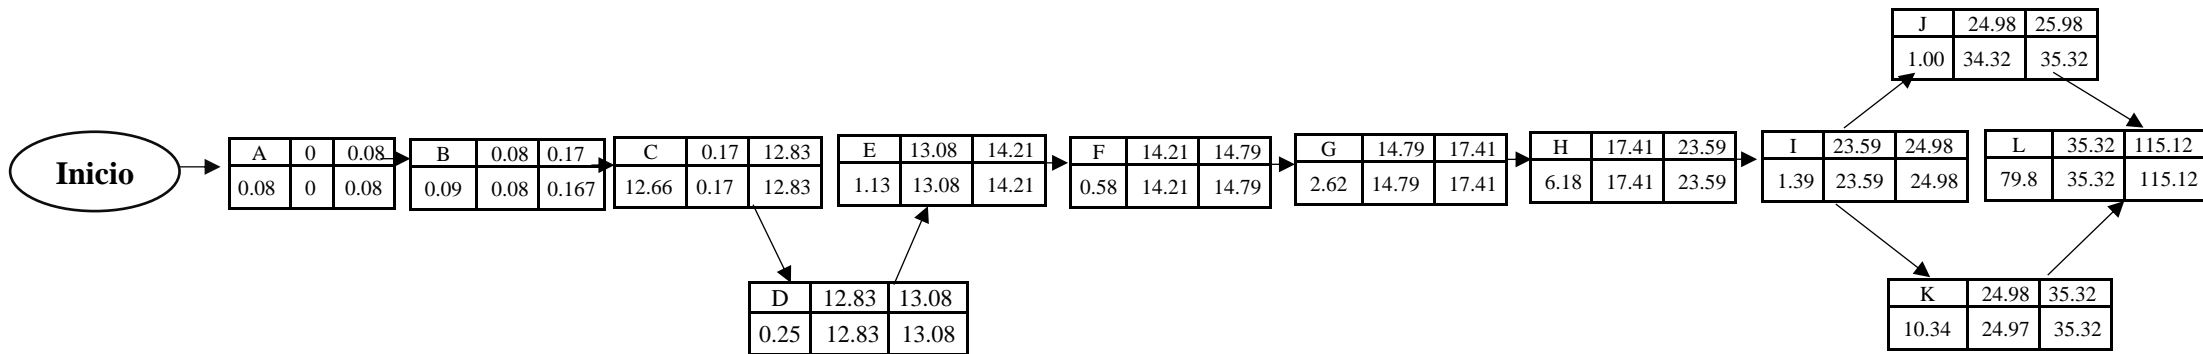 Inicio
A 0 0.08
0.08 0 0.08
B 0.08 0.17
0.09 0.08 0.167
C 0.17 12.83
12.66 0.17 12.83
D 12.83 13.08
0.25 12.83 13.08
E 13.08 14.21
1.13 13.08 14.21
F 14.21 14.79
0.58 14.21 14.79
G 14.79 17.41
2.62 14.79 17.41
H 17.41 23.59
6.18 17.41 23.59
I 23.59 24.98
1.39 23.59 24.98
J 24.98 25.98
1.00 34.32 35.32
K 24.98 35.32
10.34 24.97 35.32
L 35.32 115.12
79.8 35.32 115.12